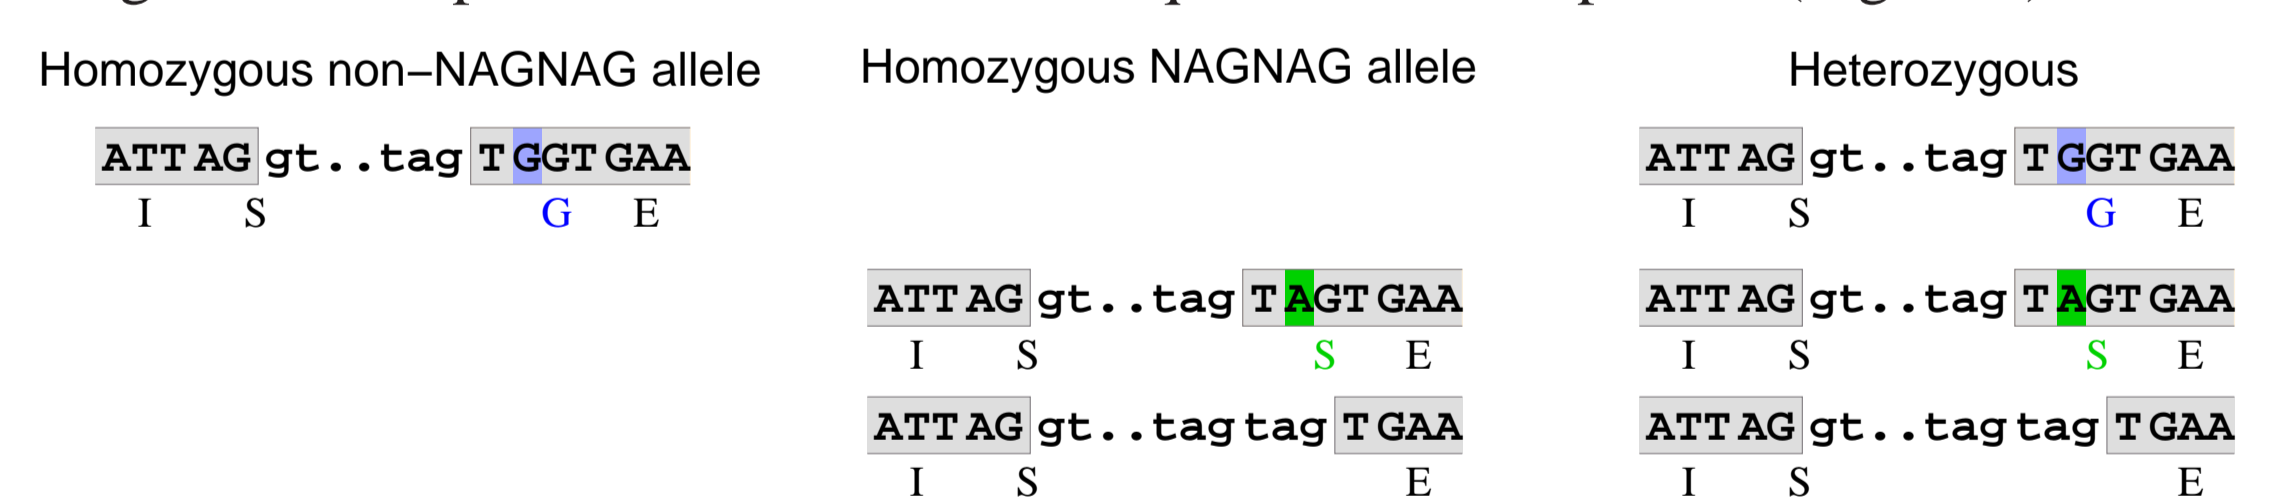 Homozygous non–NAGNAG allele
ATT AG gt..tag T GGT GAA
I S G E
Homozygous NAGNAG allele
ATT AG gt..tag T AGT GAA
I S S E
ATT AG gt..tag tag T GAA
I S E
Heterozygous
ATT AG gt..tag T GGT GAA
I S G E
ATT AG gt..tag T AGT GAA
I S S E
ATT AG gt..tag tag T GAA
I S E